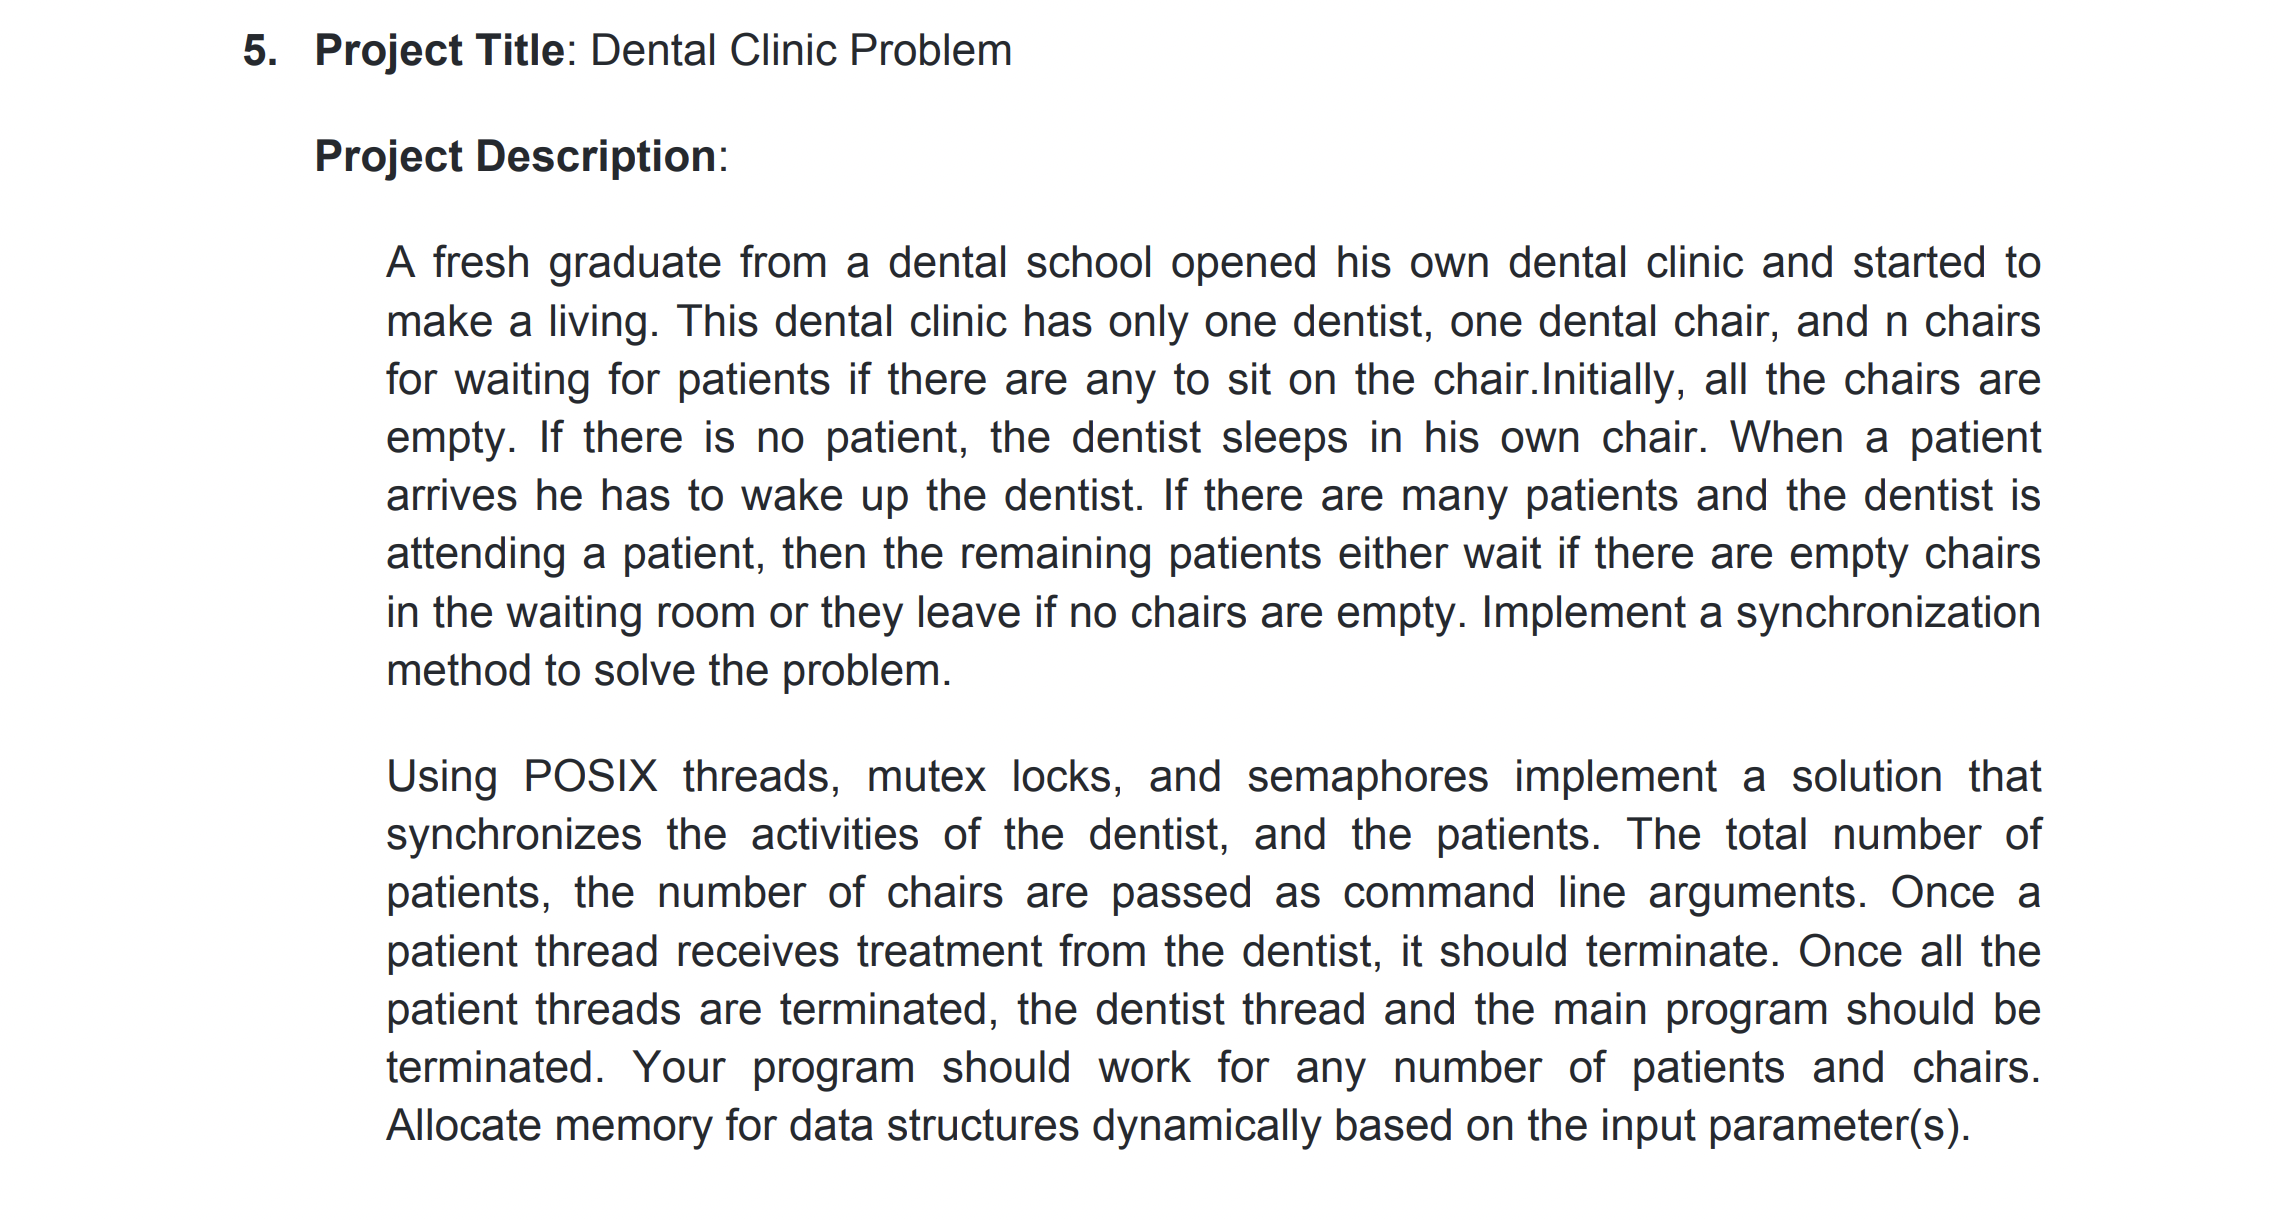 5. Project Title: Dental Clinic Problem
Project Description:
A fresh graduate from a dental school opened his own dental clinic and started to
make a living. This dental clinic has only one dentist, one dental chair, and n chairs
for waiting for patients if there are any to sit on the chair.Initially, all the chairs are
empty. If there is no patient, the dentist sleeps in his own chair. When a patient
arrives he has to wake up the dentist. If there are many patients and the dentist is
attending a patient, then the remaining patients either wait if there are empty chairs
in the waiting room or they leave if no chairs are empty. Implement a synchronization
method to solve the problem.
Using POSIX threads, mutex locks, and semaphores implement a solution that
synchronizes the activities of the dentist, and the patients. The total number of
patients, the number of chairs are passed as command line arguments. Once a
patient thread receives treatment from the dentist, it should terminate. Once all the
patient threads are terminated, the dentist thread and the main program should be
terminated. Your program should work for any number of patients and chairs.
Allocate memory for data structures dynamically based on the input parameter(s).